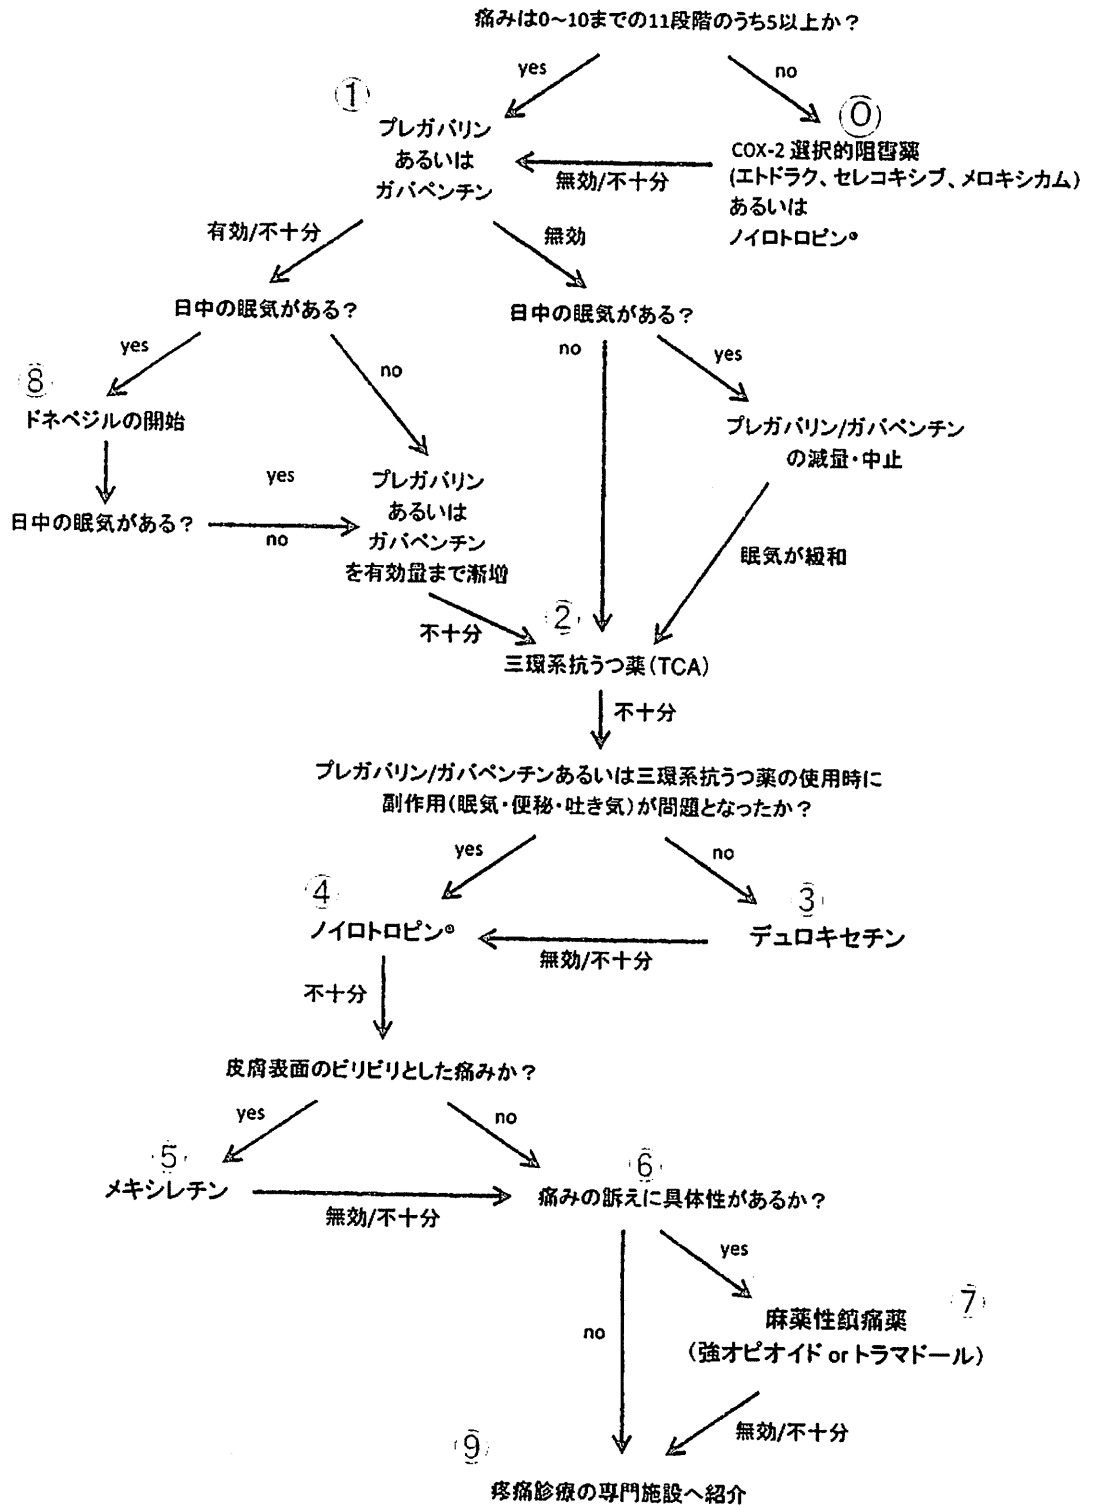 痛みは0~10までの11段階のうち5以上か?
yes
no
①
⓪
プレガバリン
あるいは
ガバペンチン
COX-2 選択的阻害薬
(エトドラク、セレコキシブ、メロキシカム)
あるいは
ノイロトロピン®
無効/不十分
有効/不十分
無効
日中の眠気がある?
日中の眠気がある?
yes
no
no
yes
⑧
ドネペジルの開始
プレガバリン/ガバペンチン
の減量・中止
日中の眠気がある?
yes
no
プレガバリン
あるいは
ガバペンチン
を有効量まで漸増
眠気が緩和
不十分
②
三環系抗うつ薬(TCA)
不十分
プレガバリン/ガバペンチンあるいは三環系抗うつ薬の使用時に
副作用(眠気・便秘・吐き気)が問題となったか?
yes
no
④
③
ノイロトロピン®
デュロキセチン
無効/不十分
不十分
皮膚表面のビリビリとした痛みか?
yes
no
⑤
⑥
メキシレチン
無効/不十分
痛みの訴えに具体性があるか?
yes
no
⑦
麻薬性鎮痛薬
(強オピオイド or トラマドール)
無効/不十分
⑨
疼痛診療の専門施設へ紹介